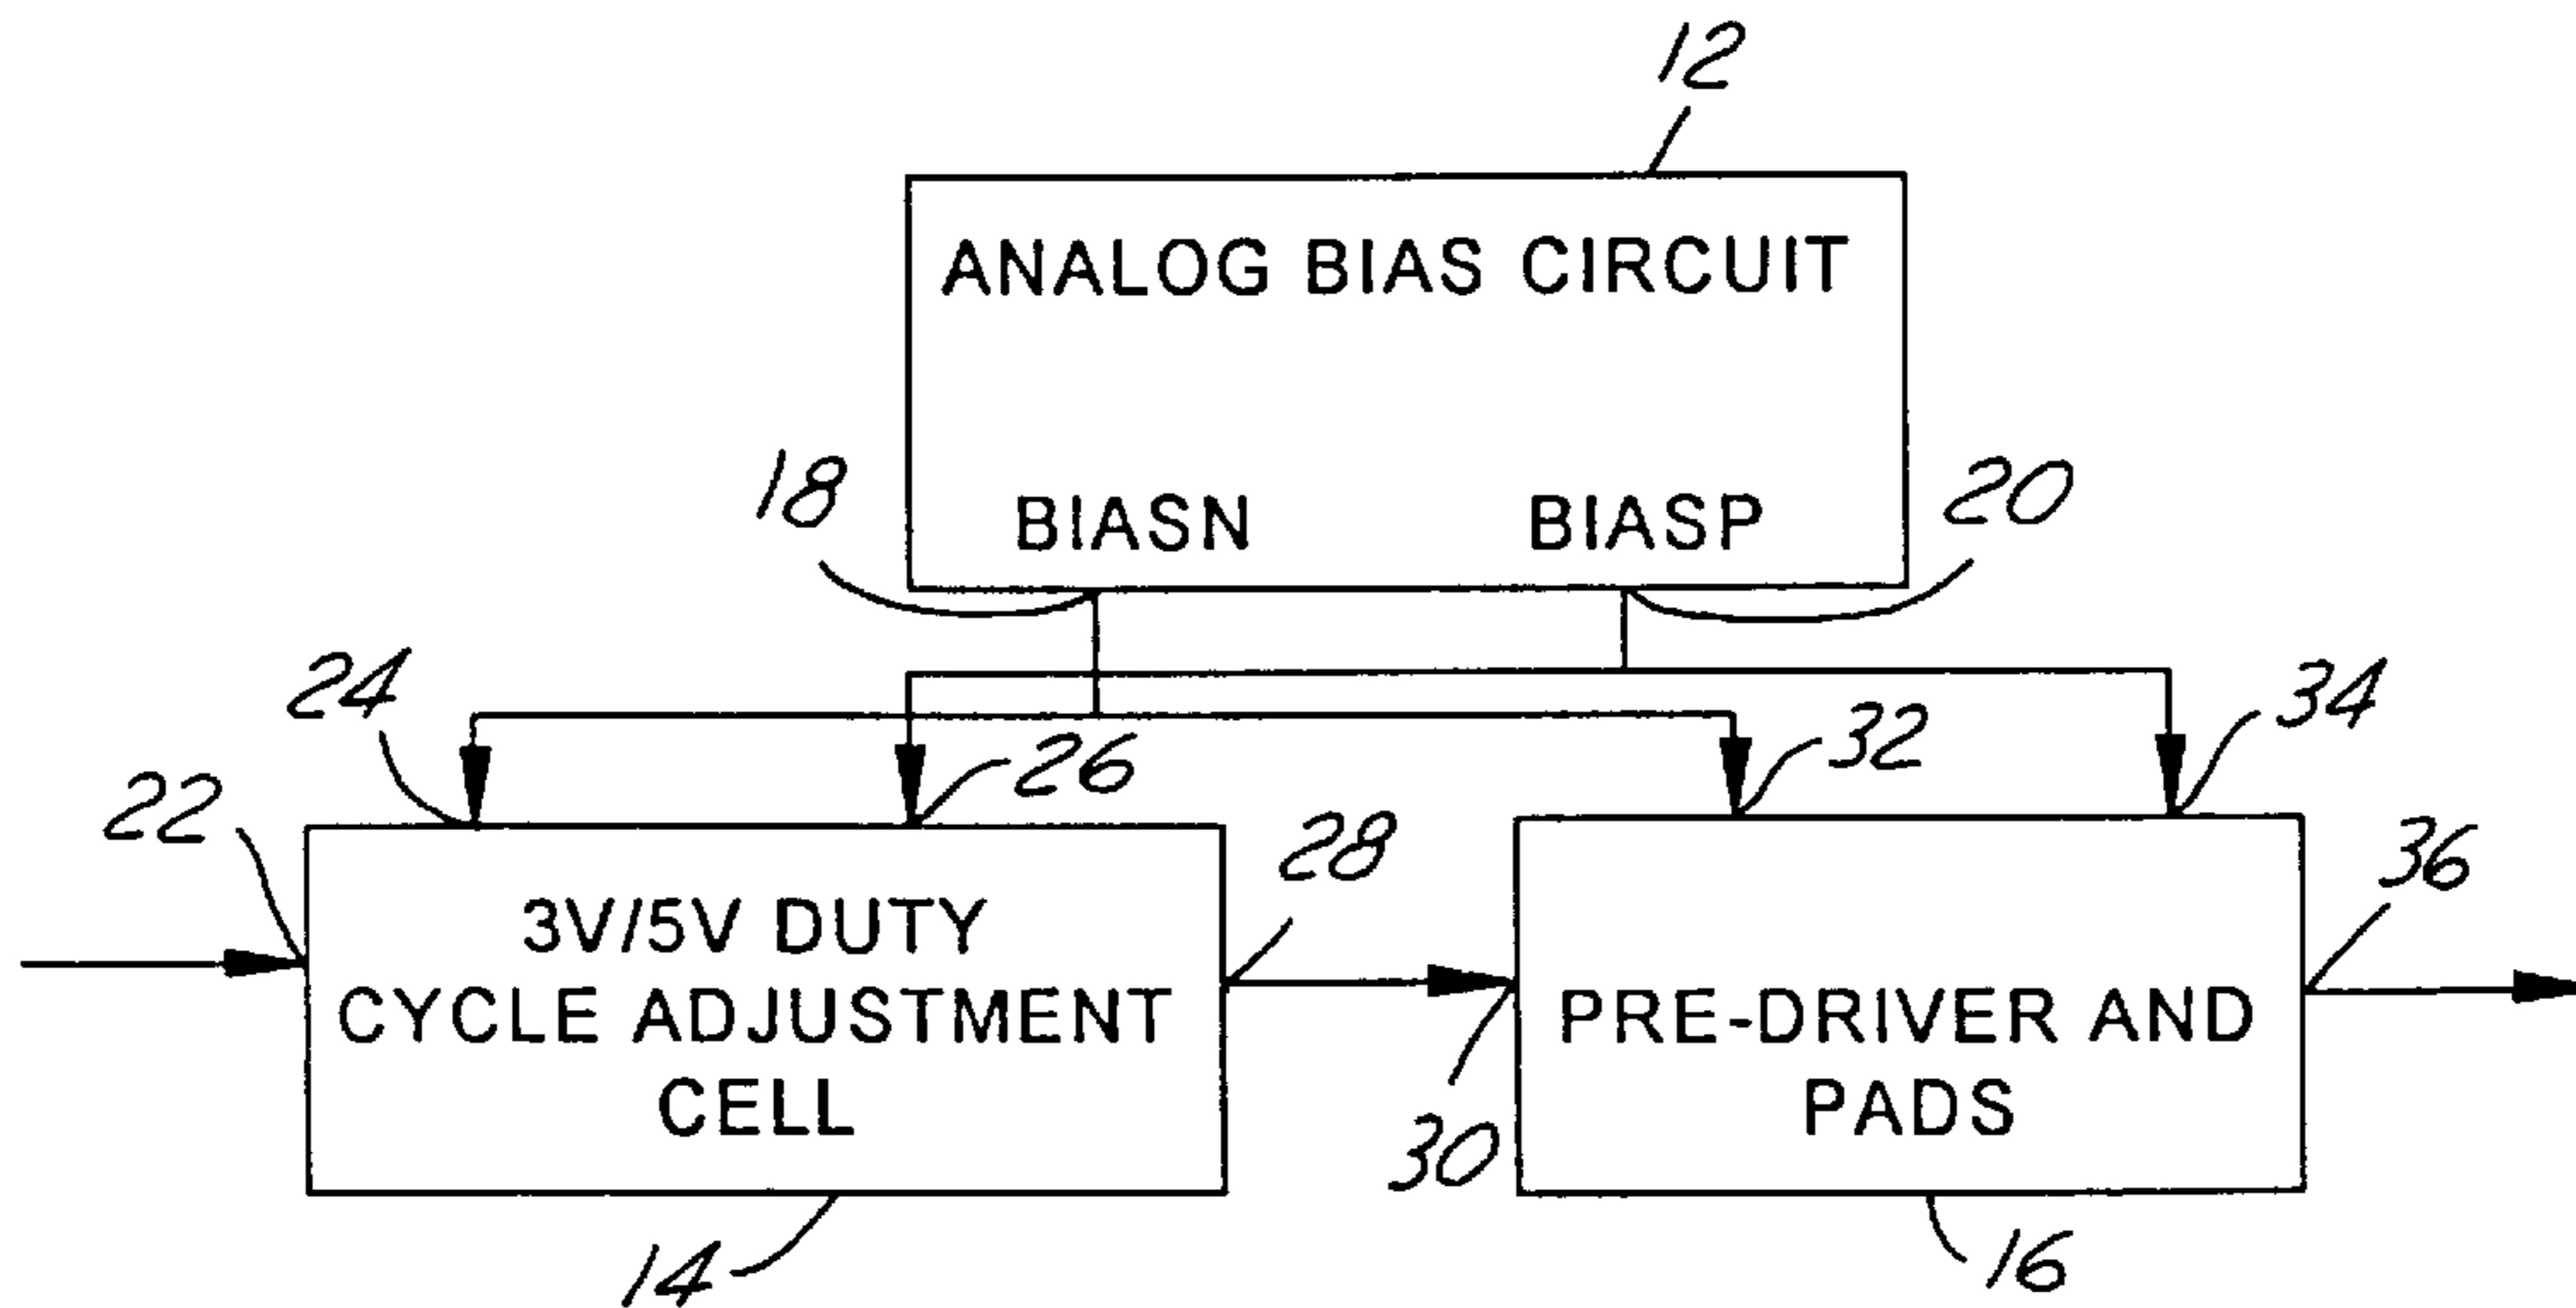 12
ANALOG BIAS CIRCUIT
18
BIASN
BIASP
20
24
26
32
34
22
28
36
3V/5V DUTY
CYCLE ADJUSTMENT
CELL
30
PRE-DRIVER AND
PADS
14
16